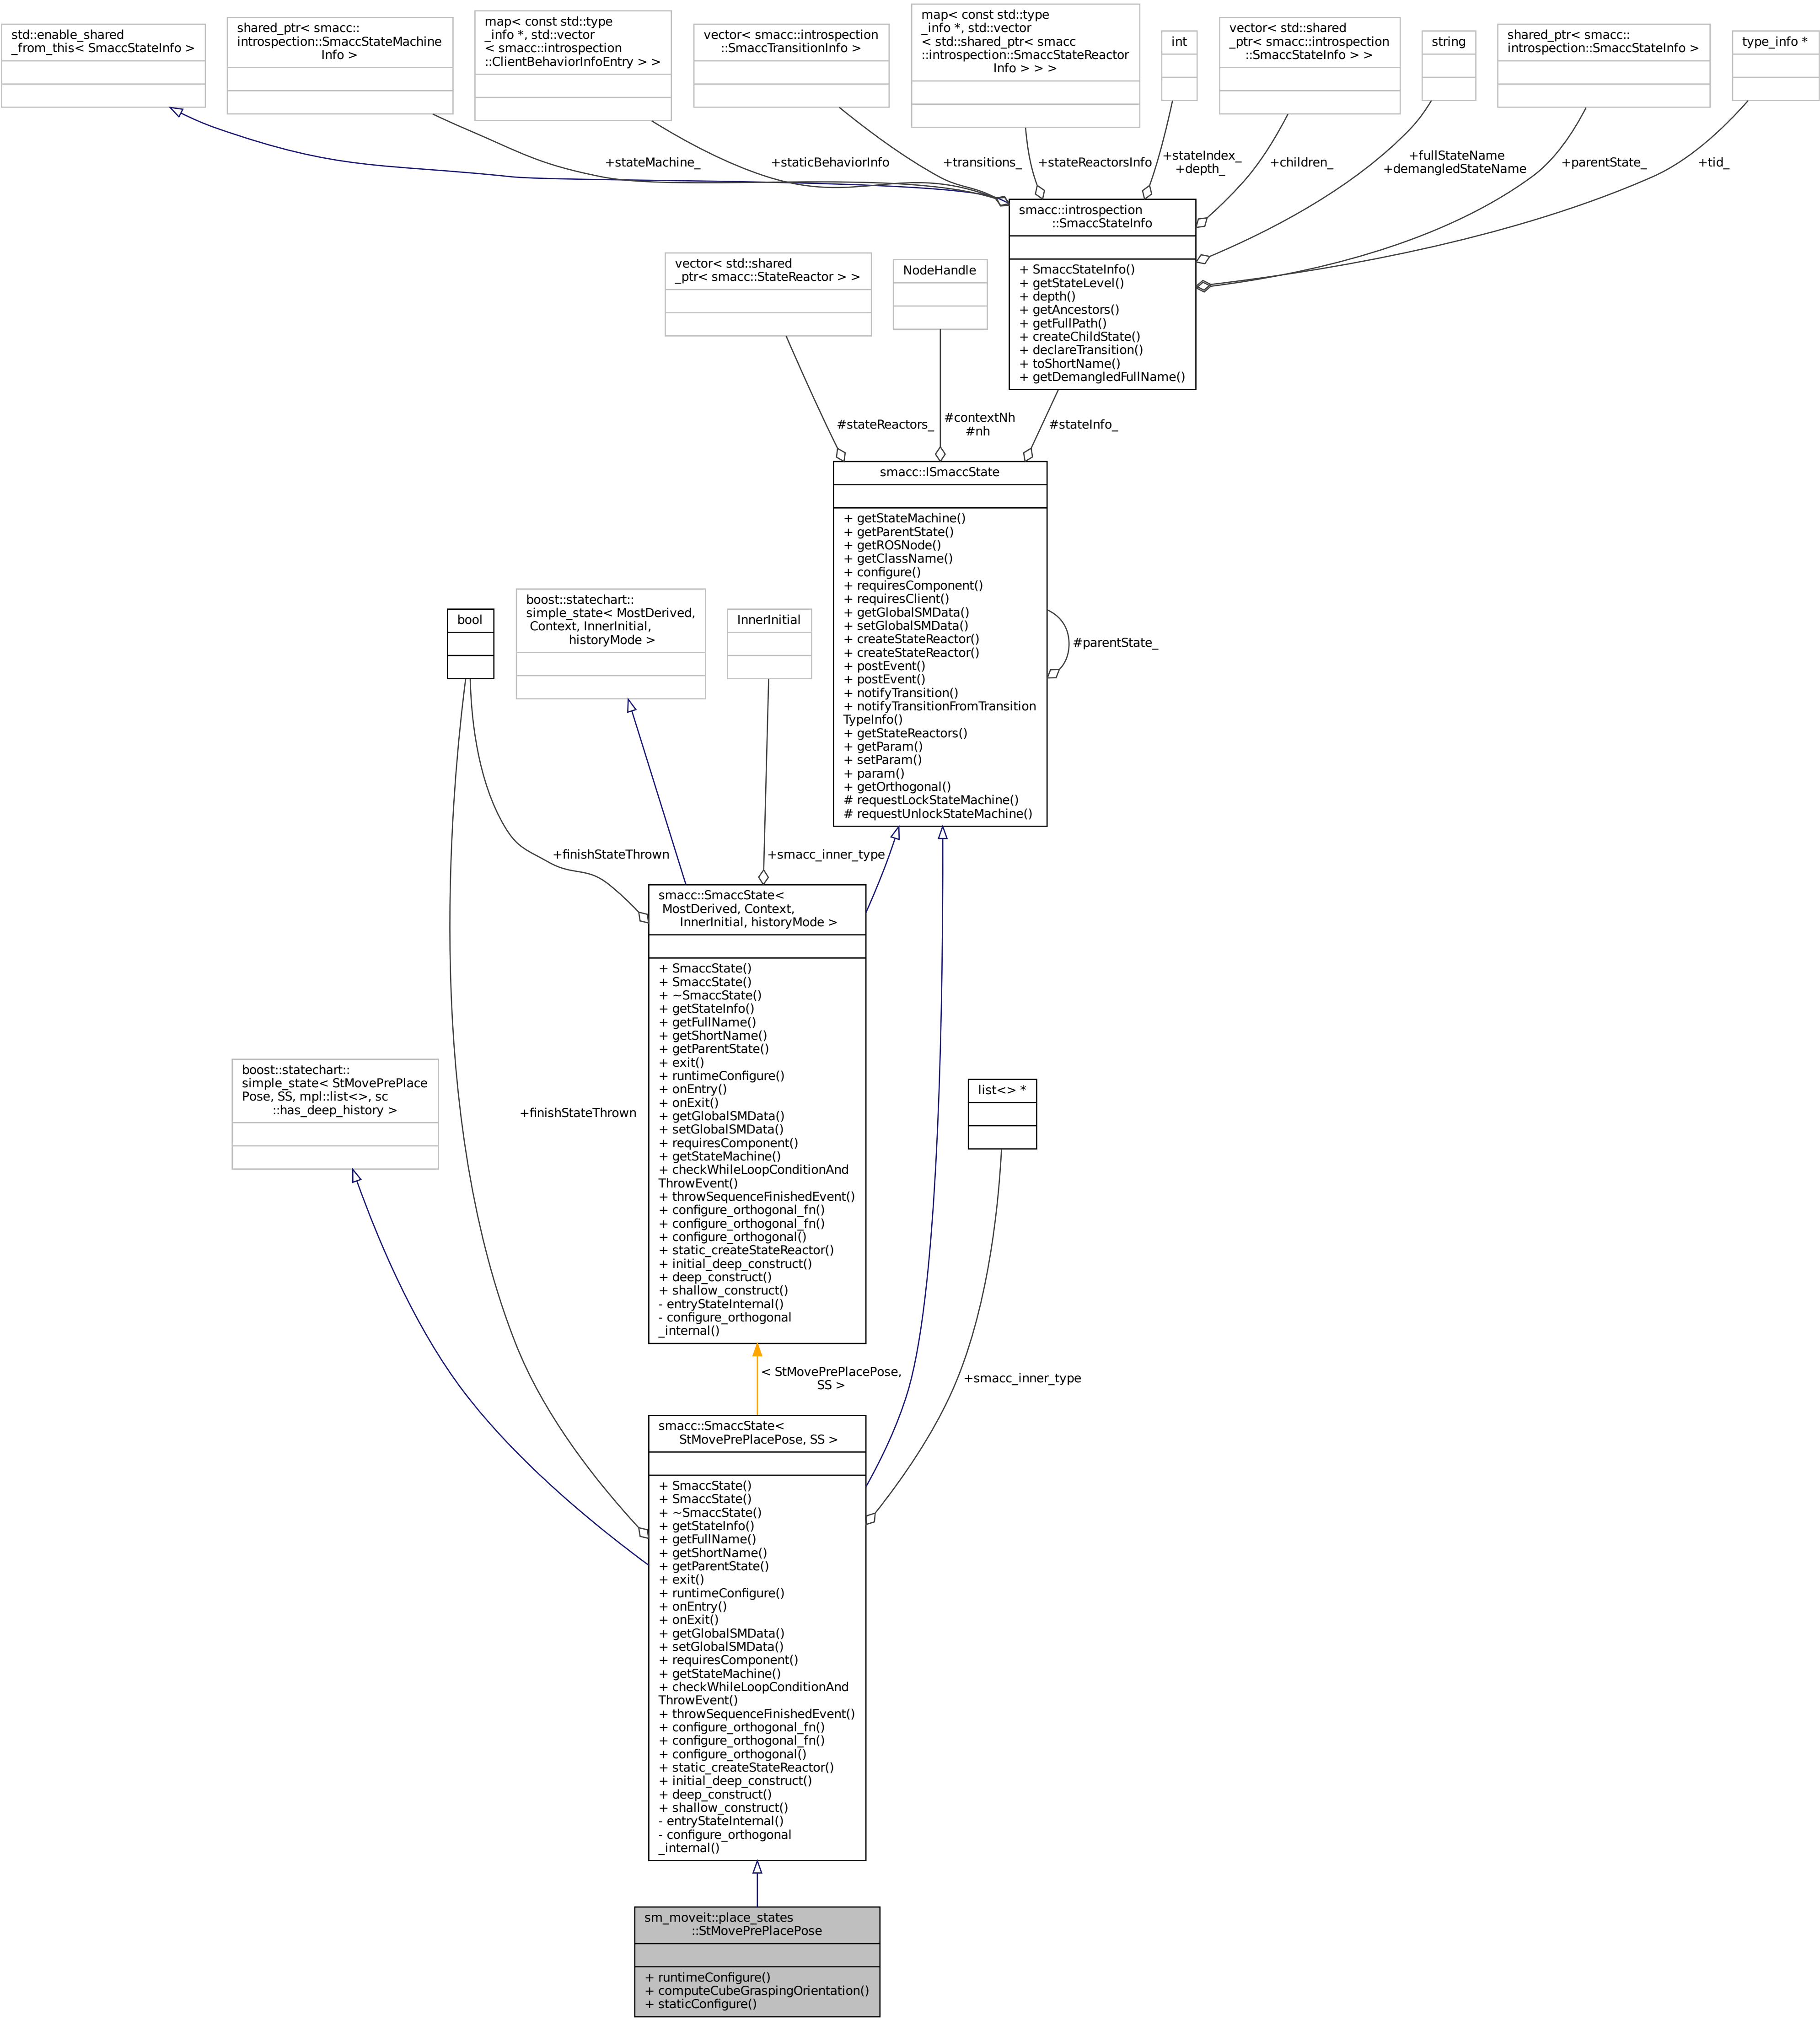 std::enable_shared
_from_this< SmaccStateInfo >
shared_ptr< smacc::
introspection::SmaccStateMachine
Info >
map< const std::type
_info *, std::vector
< smacc::introspection
::ClientBehaviorInfoEntry > >
vector< smacc::introspection
::SmaccTransitionInfo >
map< const std::type
_info *, std::vector
< std::shared_ptr< smacc
::introspection::SmaccStateReactor
Info > > >
int
vector< std::shared
_ptr< smacc::introspection
::SmaccStateInfo > >
string
shared_ptr< smacc::
introspection::SmaccStateInfo >
type_info *
+stateMachine_
+staticBehaviorInfo
+transitions_
+stateReactorsInfo
+stateIndex_
+depth_
+children_
+fullStateName
+demangledStateName
+parentState_
+tid_
smacc::introspection
::SmaccStateInfo
+ SmaccStateInfo()
+ getStateLevel()
+ depth()
+ getAncestors()
+ getFullPath()
+ createChildState()
+ declareTransition()
+ toShortName()
+ getDemangledFullName()
vector< std::shared
_ptr< smacc::StateReactor > >
NodeHandle
#stateReactors_
#contextNh
#nh
#stateInfo_
smacc::ISmaccState
+ getStateMachine()
+ getParentState()
+ getROSNode()
+ getClassName()
+ configure()
+ requiresComponent()
+ requiresClient()
+ getGlobalSMData()
+ setGlobalSMData()
+ createStateReactor()
+ createStateReactor()
+ postEvent()
+ postEvent()
+ notifyTransition()
+ notifyTransitionFromTransition
TypeInfo()
+ getStateReactors()
+ getParam()
+ setParam()
+ param()
+ getOrthogonal()
# requestLockStateMachine()
# requestUnlockStateMachine()
#parentState_
bool
boost::statechart::
simple_state< MostDerived,
Context, InnerInitial,
historyMode >
InnerInitial
+finishStateThrown
+smacc_inner_type
smacc::SmaccState<
MostDerived, Context,
InnerInitial, historyMode >
+ SmaccState()
+ SmaccState()
+ ~SmaccState()
+ getStateInfo()
+ getFullName()
+ getShortName()
+ getParentState()
+ exit()
+ runtimeConfigure()
+ onEntry()
+ onExit()
+ getGlobalSMData()
+ setGlobalSMData()
+ requiresComponent()
+ getStateMachine()
+ checkWhileLoopConditionAnd
ThrowEvent()
+ throwSequenceFinishedEvent()
+ configure_orthogonal_fn()
+ configure_orthogonal_fn()
+ configure_orthogonal()
+ static_createStateReactor()
+ initial_deep_construct()
+ deep_construct()
+ shallow_construct()
- entryStateInternal()
- configure_orthogonal
_internal()
boost::statechart::
simple_state< StMovePrePlace
Pose, SS, mpl::list<>, sc
::has_deep_history >
+finishStateThrown
list<> *
< StMovePrePlacePose,
SS >
+smacc_inner_type
smacc::SmaccState<
StMovePrePlacePose, SS >
+ SmaccState()
+ SmaccState()
+ ~SmaccState()
+ getStateInfo()
+ getFullName()
+ getShortName()
+ getParentState()
+ exit()
+ runtimeConfigure()
+ onEntry()
+ onExit()
+ getGlobalSMData()
+ setGlobalSMData()
+ requiresComponent()
+ getStateMachine()
+ checkWhileLoopConditionAnd
ThrowEvent()
+ throwSequenceFinishedEvent()
+ configure_orthogonal_fn()
+ configure_orthogonal_fn()
+ configure_orthogonal()
+ static_createStateReactor()
+ initial_deep_construct()
+ deep_construct()
+ shallow_construct()
- entryStateInternal()
- configure_orthogonal
_internal()
sm_moveit::place_states
::StMovePrePlacePose
+ runtimeConfigure()
+ computeCubeGraspingOrientation()
+ staticConfigure()